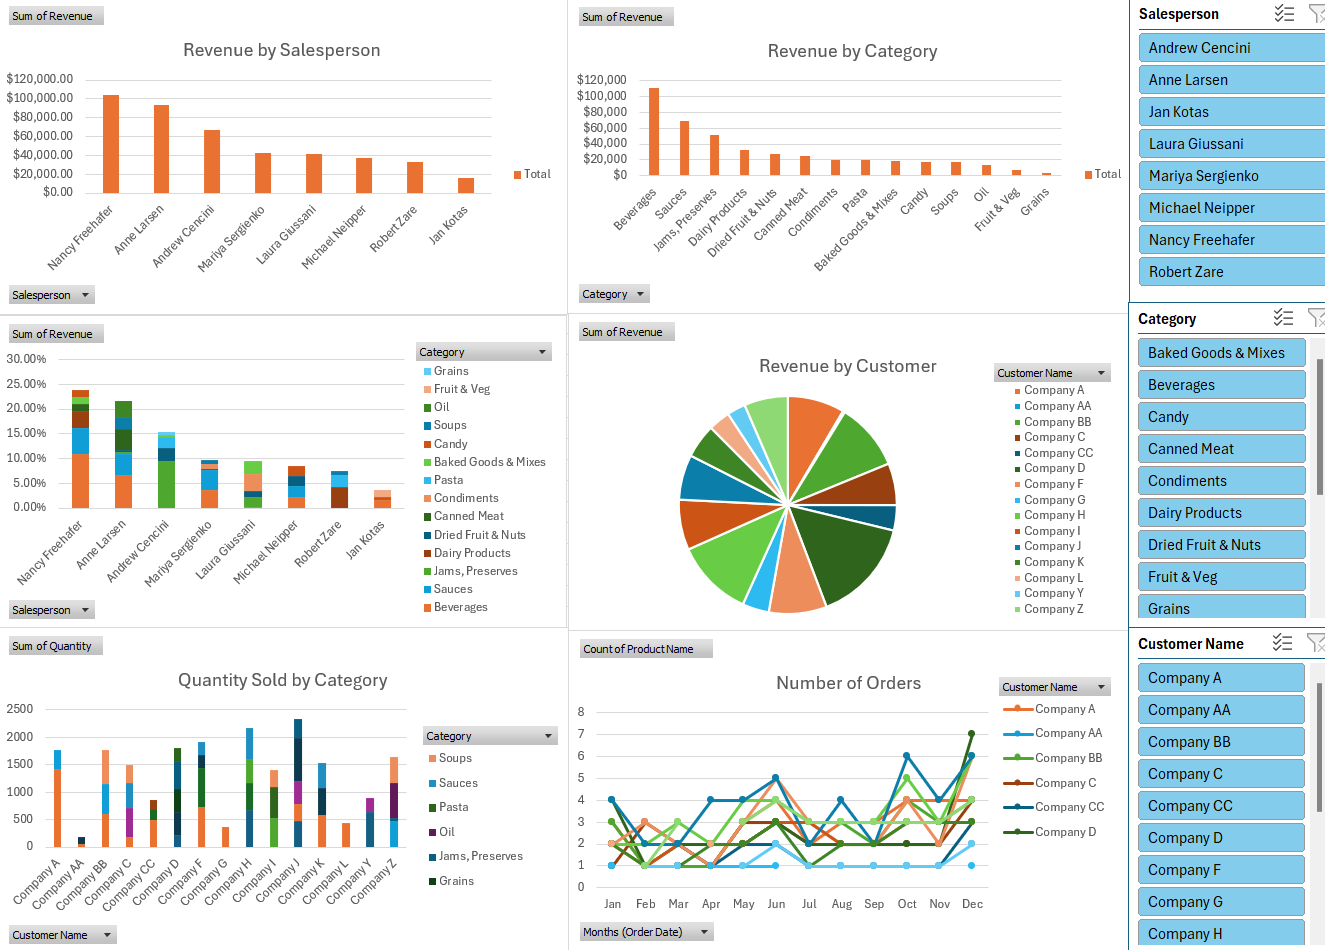 Sum of Revenue
Revenue by Salesperson
$120,000.00
$100,000.00
$80,000.00
$60,000.00
$40,000.00
$20,000.00
$0.00
Total
Nancy Freehafer
Anne Larsen
Andrew Cencini
Mariya Sergienko
Laura Giussani
Michael Neipper
Robert Zare
Jan Kotas
Salesperson
Sum of Revenue
Revenue by Category
$120,000
$100,000
$80,000
$60,000
$40,000
$20,000
$0
Total
Beverages
Sauces
Jams, Preserves
Dairy Products
Dried Fruit & Nuts
Canned Meat
Condiments
Pasta
Baked Goods & Mixes
Candy
Soups
Oil
Fruit & Veg
Grains
Category
Salesperson
Andrew Cencini
Anne Larsen
Jan Kotas
Laura Giussani
Mariya Sergienko
Michael Neipper
Nancy Freehafer
Robert Zare
Sum of Revenue
30.00%
25.00%
20.00%
15.00%
10.00%
5.00%
0.00%
Nancy Freehafer
Anne Larsen
Andrew Cencini
Mariya Sergienko
Laura Giussani
Michael Neipper
Robert Zare
Jan Kotas
Category
Grains
Fruit & Veg
Oil
Soups
Candy
Baked Goods & Mixes
Pasta
Condiments
Canned Meat
Dried Fruit & Nuts
Dairy Products
Jams, Preserves
Sauces
Beverages
Salesperson
Sum of Revenue
Revenue by Customer
Customer Name
Company A
Company AA
Company BB
Company C
Company CC
Company D
Company F
Company G
Company H
Company I
Company J
Company K
Company L
Company Y
Company Z
Category
Baked Goods & Mixes
Beverages
Candy
Canned Meat
Condiments
Dairy Products
Dried Fruit & Nuts
Fruit & Veg
Grains
Sum of Quantity
Quantity Sold by Category
2500
2000
1500
1000
500
0
Company A
Company AA
Company BB
Company C
Company CC
Company D
Company F
Company G
Company H
Company I
Company J
Company K
Company L
Company Y
Company Z
Category
Soups
Sauces
Pasta
Oil
Jams, Preserves
Grains
Customer Name
Count of Product Name
Number of Orders
8
7
6
5
4
3
2
1
0
Jan Feb Mar Apr May Jun Jul Aug Sep Oct Nov Dec
Customer Name
Company A
Company AA
Company BB
Company C
Company CC
Company D
Months (Order Date)
Customer Name
Company A
Company AA
Company BB
Company C
Company CC
Company D
Company F
Company G
Company H